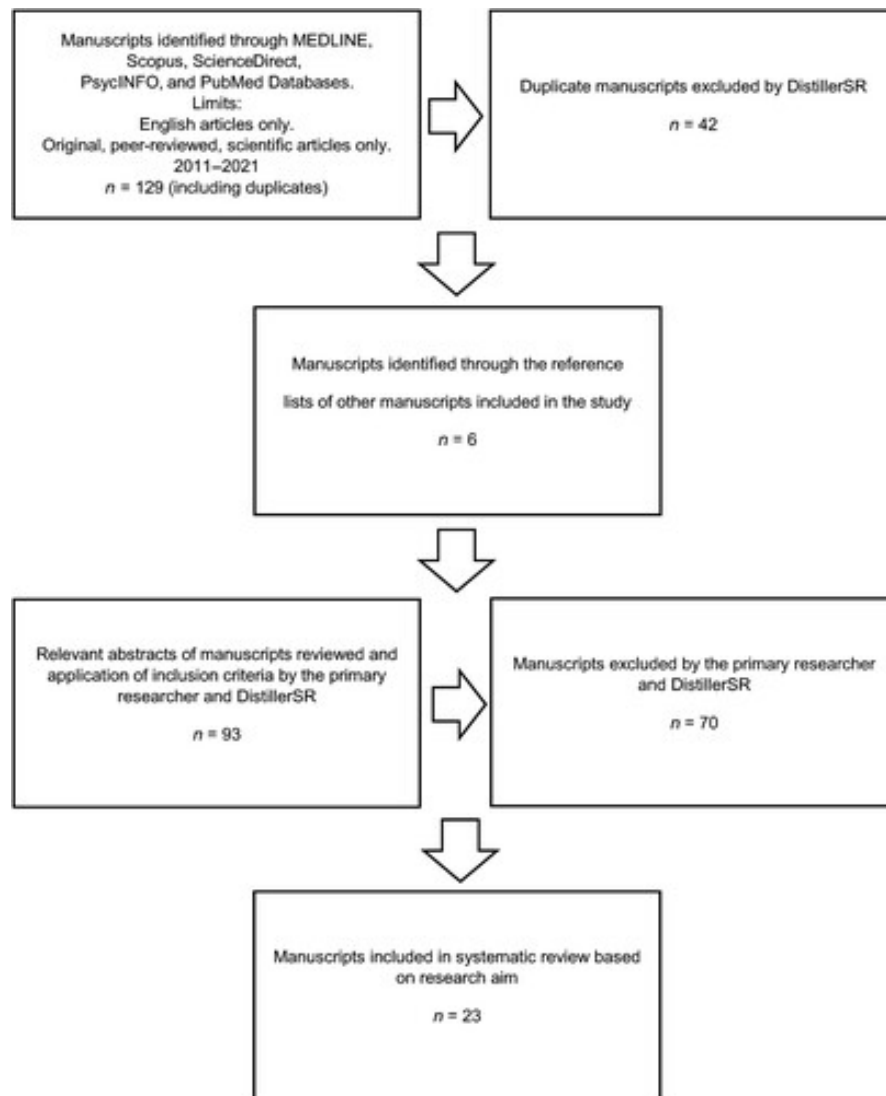 Manuscripts identified through MEDLINE,
Scopus, ScienceDirect,
PsycINFO, and PubMed Databases.
Limits:
English articles only.
Original, peer-reviewed, scientific articles only.
2011–2021
n = 129 (including duplicates)
Duplicate manuscripts excluded by DistillerSR
n = 42
Manuscripts identified through the reference
lists of other manuscripts included in the study
n = 6
Relevant abstracts of manuscripts reviewed and
application of inclusion criteria by the primary
researcher and DistillerSR
n = 93
Manuscripts excluded by the primary researcher
and DistillerSR
n = 70
Manuscripts included in systematic review based
on research aim
n = 23